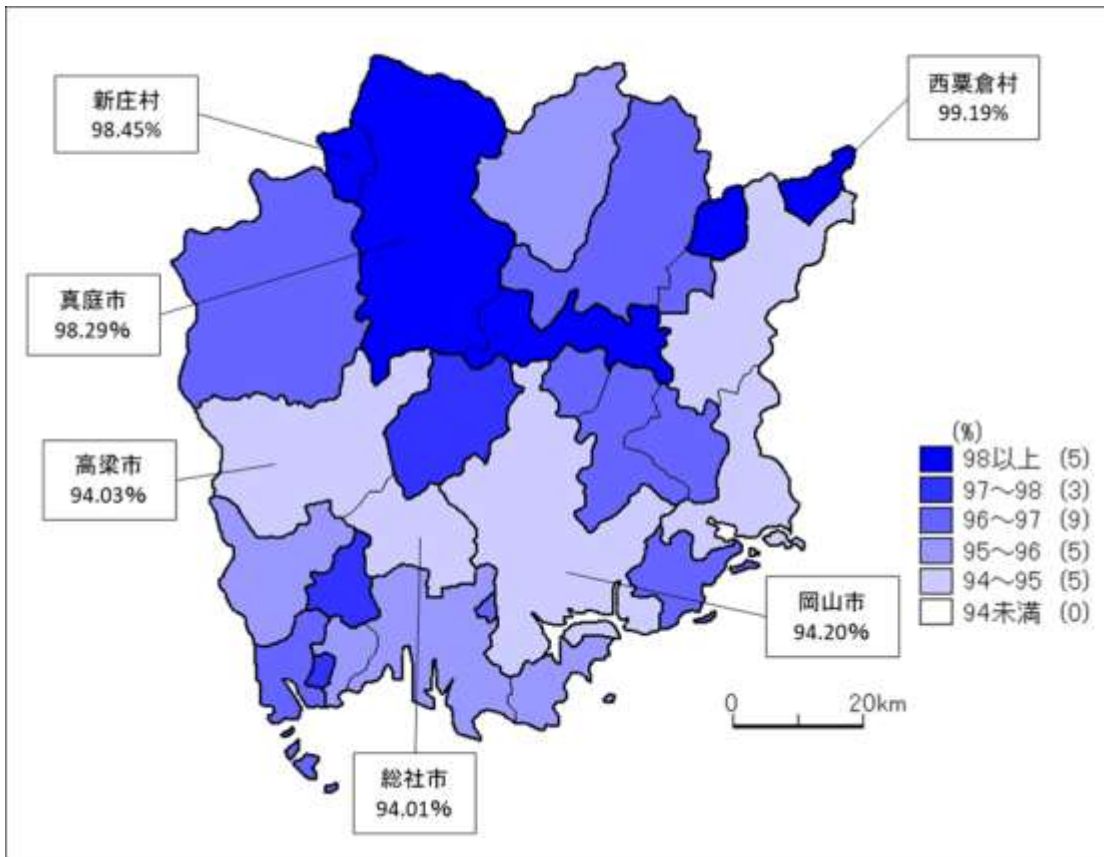 新庄村
98.45%
西粟倉村
99.19%
真庭市
98.29%
高梁市
94.03%
(%)
98以上 (5)
97～98 (3)
96～97 (9)
95～96 (5)
94～95 (5)
94未満 (0)
岡山市
94.20%
0 20km
総社市
94.01%